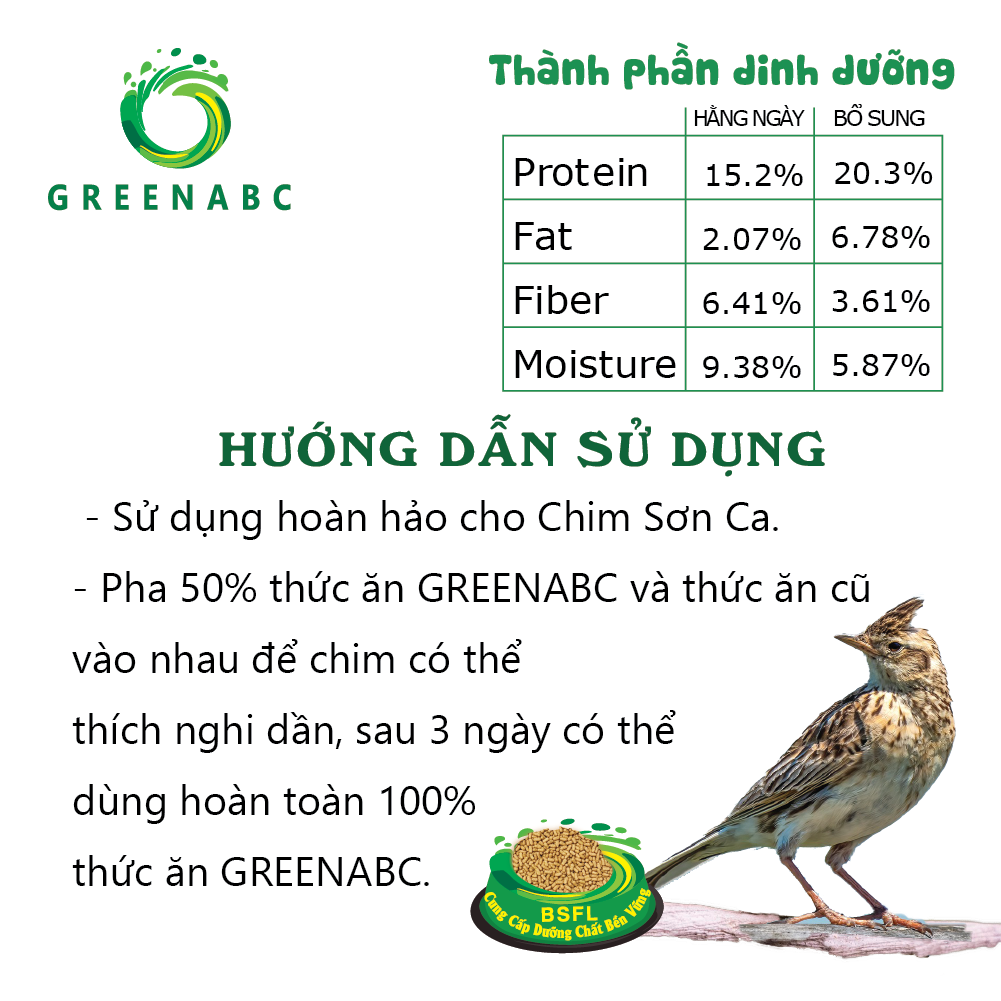 GREENABC
Thành phần dinh dưỡng
HẰNG NGÀY BỔ SUNG
Protein 15.2% 20.3%
Fat 2.07% 6.78%
Fiber 6.41% 3.61%
Moisture 9.38% 5.87%
HƯỚNG DẪN SỬ DỤNG
- Sử dụng hoàn hảo cho Chim Sơn Ca.
- Pha 50% thức ăn GREENABC và thức ăn cũ
vào nhau để chim có thể
thích nghi dần, sau 3 ngày có thể
dùng hoàn toàn 100%
thức ăn GREENABC.
BSFL
Cung Cấp Dưỡng Chất Bền Vững